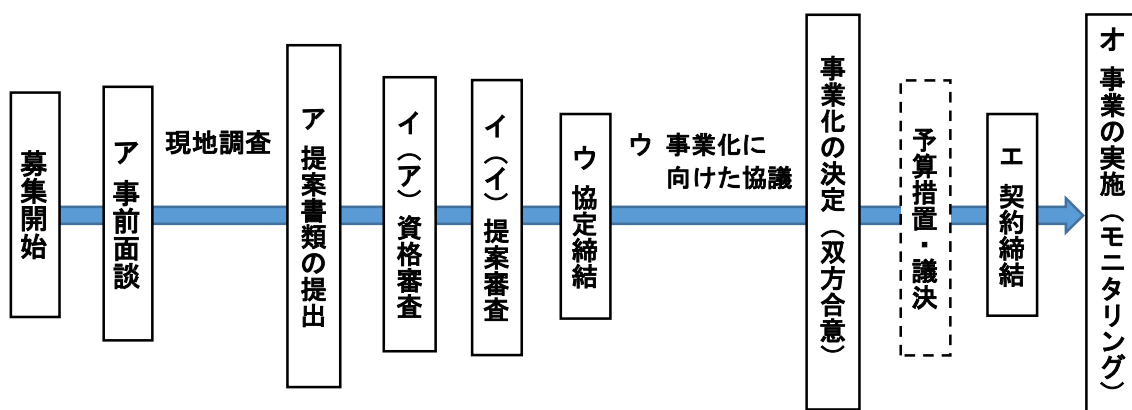 募集開始
ア 事前面談
現地調査
ア 提案書類の提出
イ（ア）資格審査
イ（イ）提案審査
ウ 協定締結
ウ 事業化に
向けた協議
事業化の決定（双方合意）
予算措置・議決
エ 契約締結
オ 事業の実施（モニタリング）